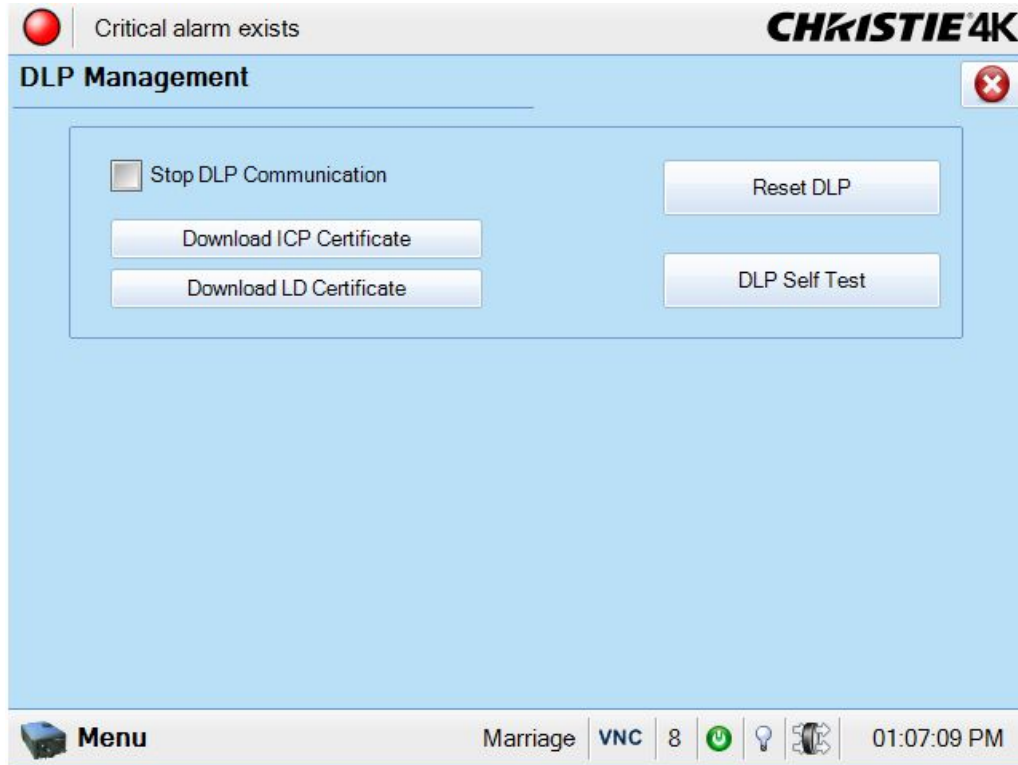 Critical alarm exists
CHRISTIE 4K
DLP Management
Stop DLP Communication
Reset DLP
Download ICP Certificate
Download LD Certificate
DLP Self Test
Menu
Marriage
VNC
8
01:07:09 PM